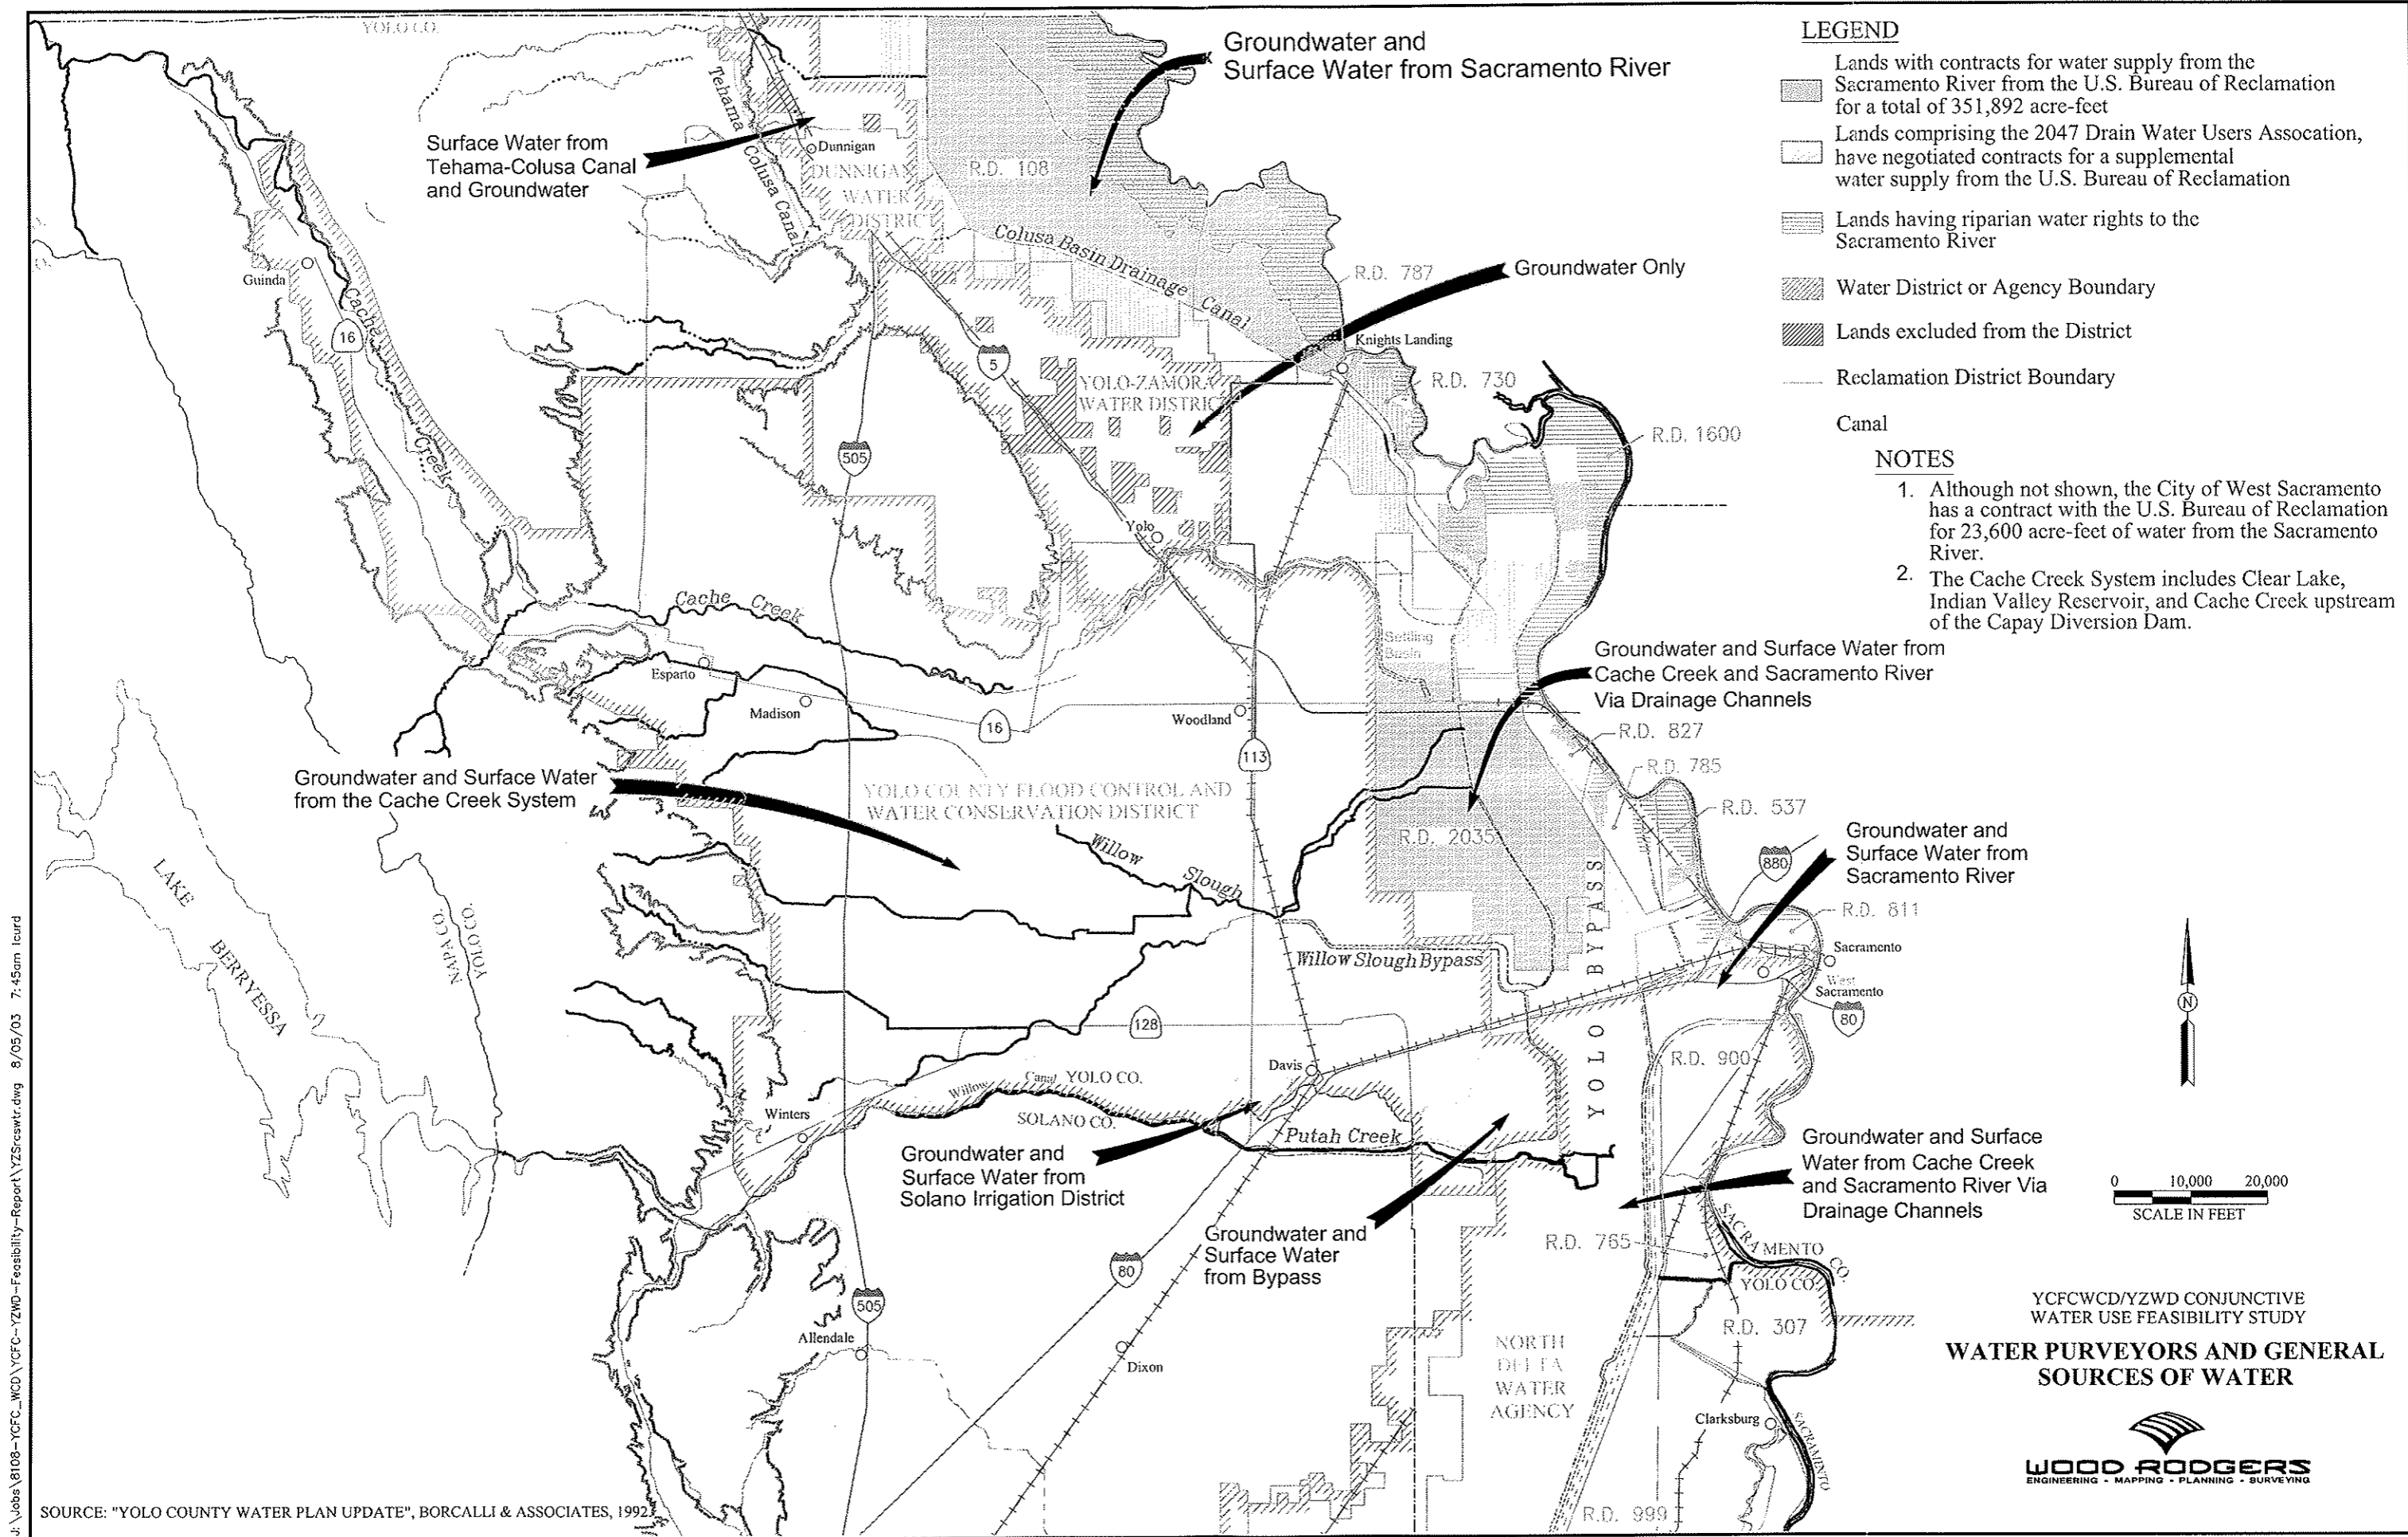 YOLO CO.
Groundwater and
Surface Water from Sacramento River
Surface Water from
Tehama-Colusa Canal
and Groundwater
Tehama Colusa Canal
Dunnigan
DUNNIGAN
WATER
DISTRICT
R.D. 108
Colusa Basin Drainage Canal
R.D. 787
Groundwater Only
Guinda
Cache Creek
16
5
Knights Landing
YOLO-ZAMORA
WATER DISTRICT
R.D. 730
R.D. 1600
505
Yolo
Cache Creek
Settling
Basin
Groundwater and Surface Water from
Cache Creek and Sacramento River
Via Drainage Channels
Esparto
Madison
16
Woodland
113
R.D. 827
R.D. 785
R.D. 537
Groundwater and Surface Water
from the Cache Creek System
YOLO COUNTY FLOOD CONTROL AND
WATER CONSERVATION DISTRICT
R.D. 2035
Willow Slough
Groundwater and
Surface Water from
Sacramento River
880
R.D. 811
LAKE
BERRYESSA
NAPA CO.
YOLO CO.
Willow Slough Bypass
YOLO BYPASS
Sacramento
West
Sacramento
80
128
Davis
R.D. 900
Willow Canal
YOLO CO.
SOLANO CO.
Winters
Putah Creek
Groundwater and
Surface Water from
Solano Irrigation District
Groundwater and
Surface Water
from Bypass
Groundwater and Surface
Water from Cache Creek
and Sacramento River Via
Drainage Channels
R.D. 765
SACRAMENTO CO.
YOLO CO.
80
505
Allendale
Dixon
R.D. 307
NORTH
DELTA
WATER
AGENCY
Clarksburg
SACRAMENTO
R.D. 999
LEGEND
Lands with contracts for water supply from the
Sacramento River from the U.S. Bureau of Reclamation
for a total of 351,892 acre-feet
Lands comprising the 2047 Drain Water Users Assocation,
have negotiated contracts for a supplemental
water supply from the U.S. Bureau of Reclamation
Lands having riparian water rights to the
Sacramento River
Water District or Agency Boundary
Lands excluded from the District
Reclamation District Boundary
Canal
NOTES
1. Although not shown, the City of West Sacramento
has a contract with the U.S. Bureau of Reclamation
for 23,600 acre-feet of water from the Sacramento
River.
2. The Cache Creek System includes Clear Lake,
Indian Valley Reservoir, and Cache Creek upstream
of the Capay Diversion Dam.
N
0 10,000 20,000
SCALE IN FEET
YCFCWCD/YZWD CONJUNCTIVE
WATER USE FEASIBILITY STUDY
WATER PURVEYORS AND GENERAL
SOURCES OF WATER
WOOD RODGERS
ENGINEERING - MAPPING - PLANNING - SURVEYING
SOURCE: "YOLO COUNTY WATER PLAN UPDATE", BORCALLI & ASSOCIATES, 1992.
J:\Jobs\8108-YCFC_WCD\YCFC-YZWD-Feasibility-Report\YZSrcswtr.dwg 8/05/03 7:45am lcurd